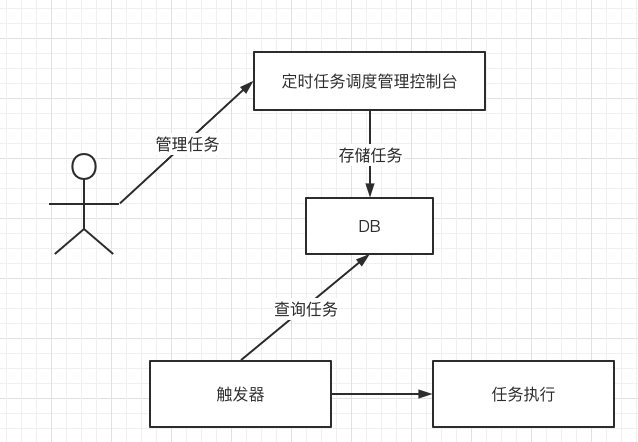 定时任务调度管理控制台
管理任务
存储任务
DB
查询任务
触发器
任务执行